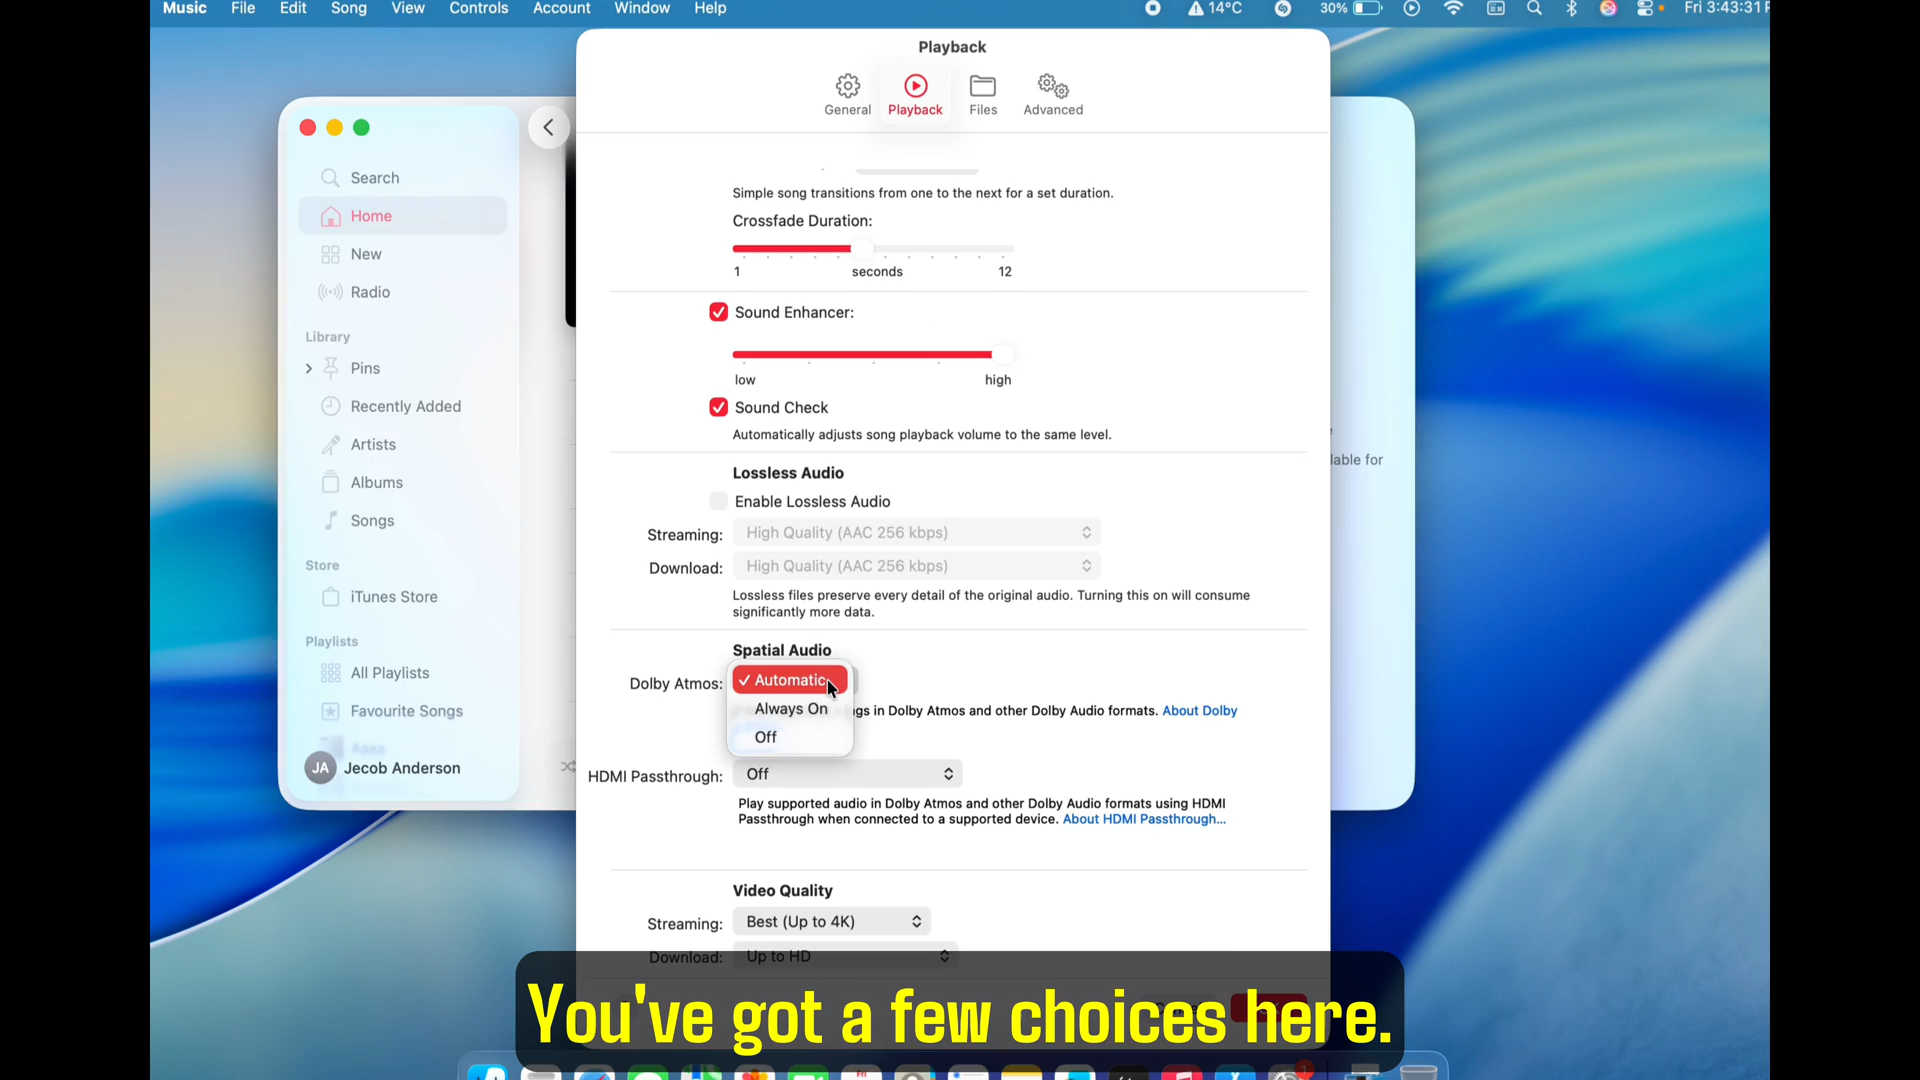 Music File Edit Song View Controls Account Window Help 14°C 30% Fri 3:43:31
Playback
General Playback Files Advanced
Search
Home
New
Radio
Library
Pins
Recently Added
Artists
Albums
Songs
Store
iTunes Store
Playlists
All Playlists
Favourite Songs
JA Jecob Anderson
Simple song transitions from one to the next for a set duration.
Crossfade Duration:
1 seconds 12
Sound Enhancer:
low high
Sound Check
Automatically adjusts song playback volume to the same level.
Lossless Audio
Enable Lossless Audio
Streaming: High Quality (AAC 256 kbps)
Download: High Quality (AAC 256 kbps)
Lossless files preserve every detail of the original audio. Turning this on will consume
significantly more data.
Spatial Audio
Dolby Atmos: ✓ Automatic
Always On
Off
gs in Dolby Atmos and other Dolby Audio formats. About Dolby
HDMI Passthrough: Off
Play supported audio in Dolby Atmos and other Dolby Audio formats using HDMI
Passthrough when connected to a supported device. About HDMI Passthrough...
Video Quality
Streaming: Best (Up to 4K)
Download: Up to HD
lable for
You've got a few choices here.